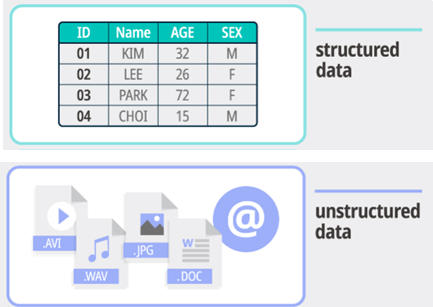 ID Name AGE SEX
01 KIM 32 M
02 LEE 26 F
03 PARK 72 F
04 CHOI 15 M
structured
data
.AVI
.WAV
.JPG
W
.DOC
@
unstructured
data